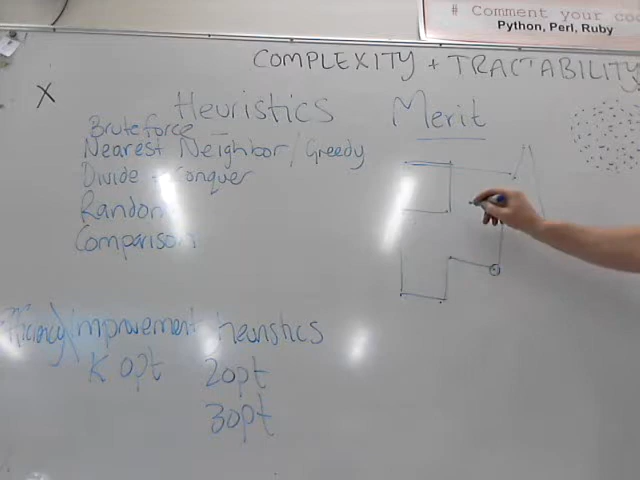 # Comment your co
Python, Perl, Ruby
COMPLEXITY + TRACTABILITY
X
Heuristics
Merit
Bruteforce
Nearest Neighbor/Greedy
Divide + Conquer
Random
Comparison
Efficiency/Improvement heuristics
K opt
2opt
3opt